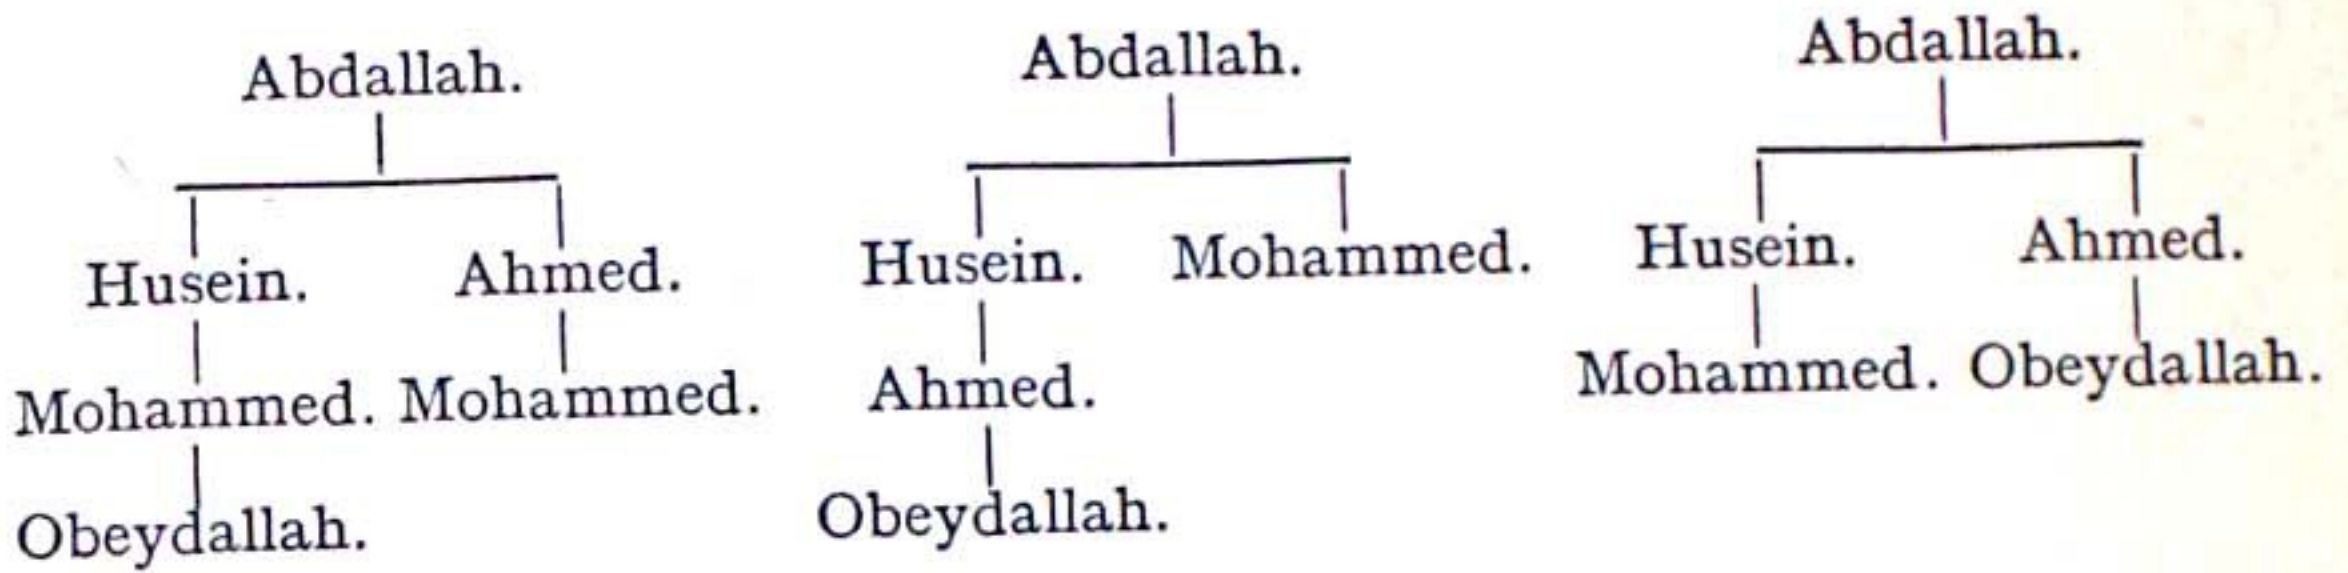 Abdallah.
Husein. Ahmed.
Mohammed. Mohammed.
Obeydallah.
Abdallah.
Husein. Mohammed.
Ahmed.
Obeydallah.
Abdallah.
Husein. Ahmed.
Mohammed. Obeydallah.